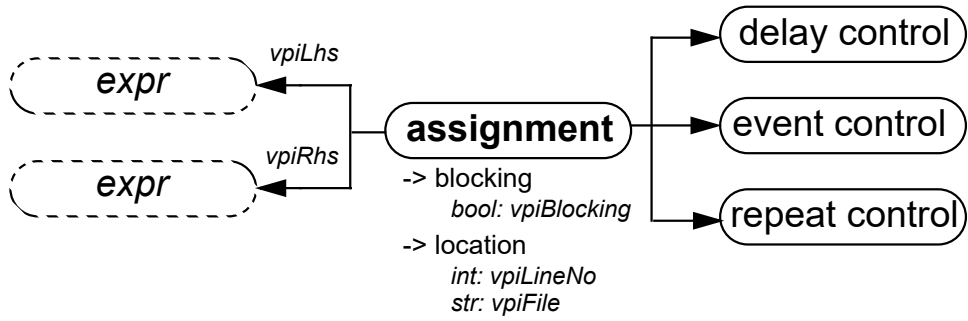 vpiLhs
expr
vpiRhs
expr
assignment
-> blocking
bool: vpiBlocking
-> location
int: vpiLineNo
str: vpiFile
delay control
event control
repeat control